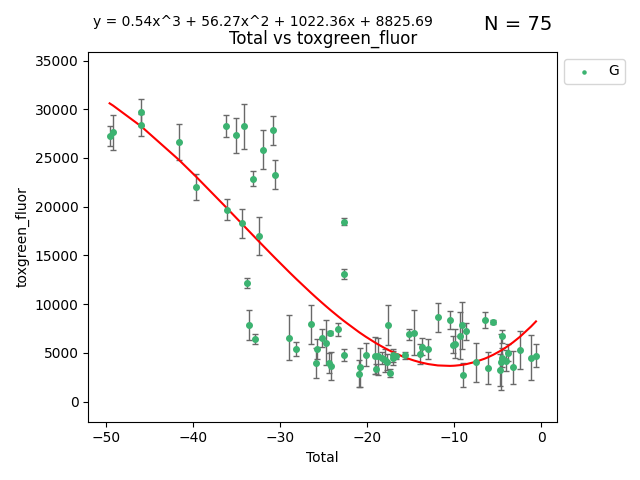 y = 0.54x^3 + 56.27x^2 + 1022.36x + 8825.69
N = 75
Total vs toxgreen_fluor
G
35000
30000
25000
20000
15000
10000
5000
0
toxgreen_fluor
−50
−40
−30
−20
−10
0
Total